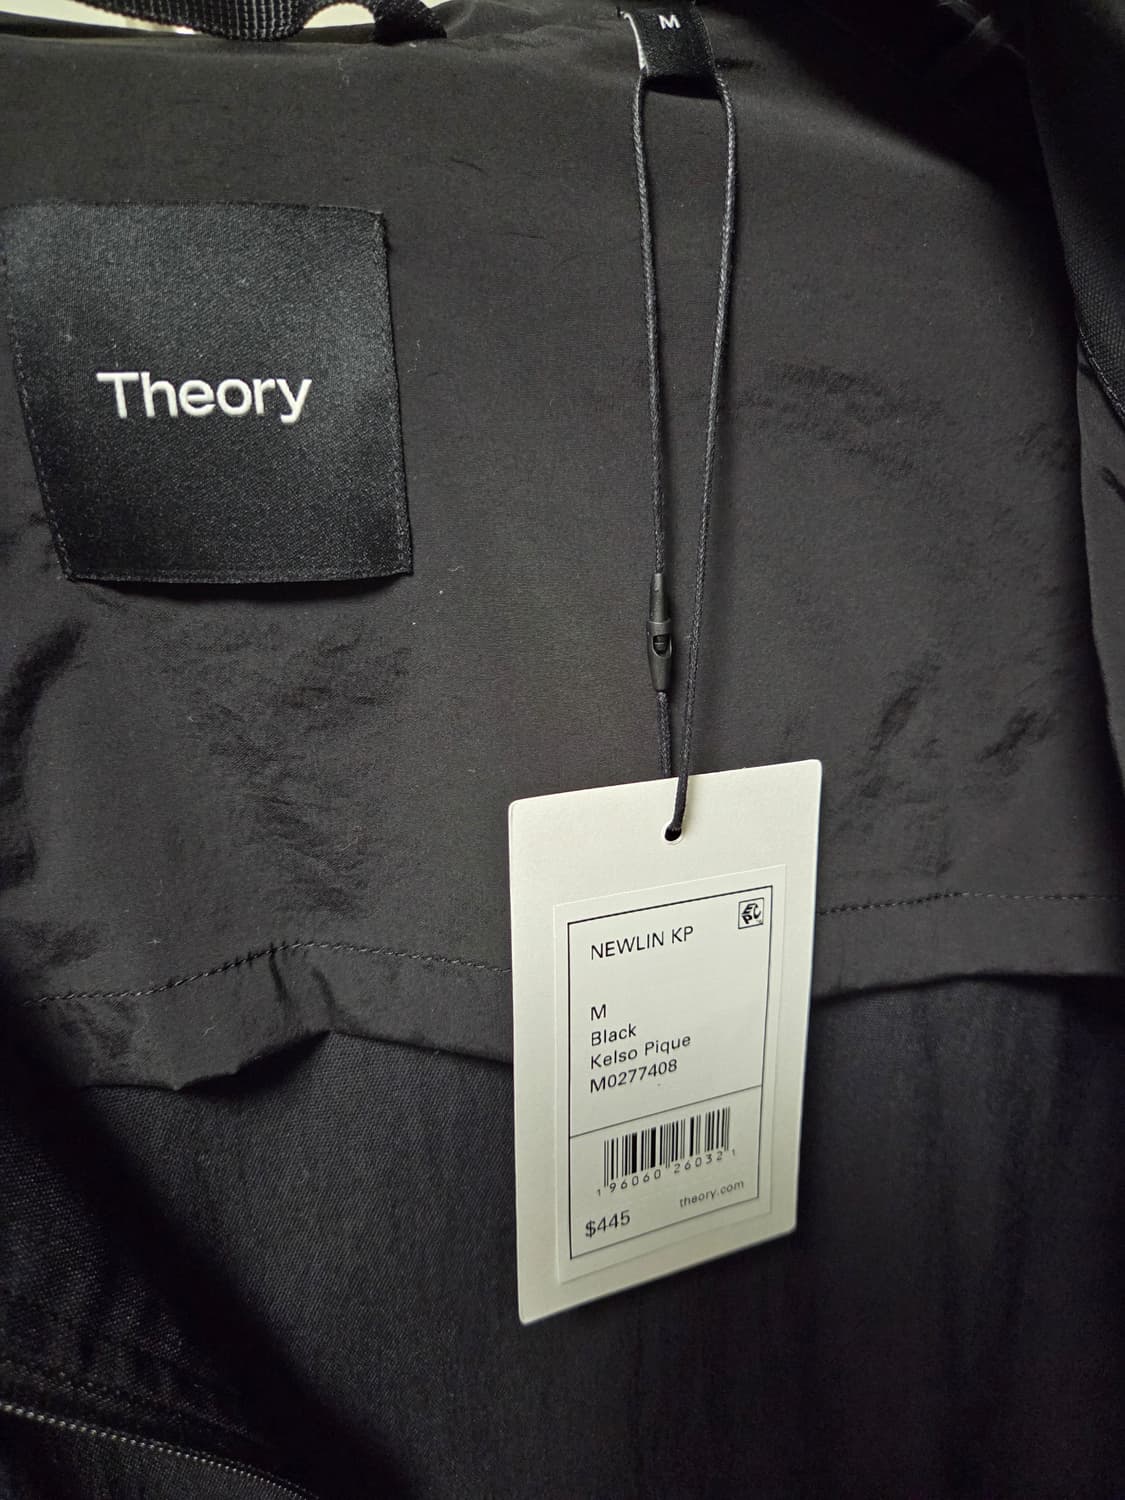 M
Theory
NEWLIN KP
M
Black
Kelso Pique
M0277408
1 96060 26032 1
theory.com
$445